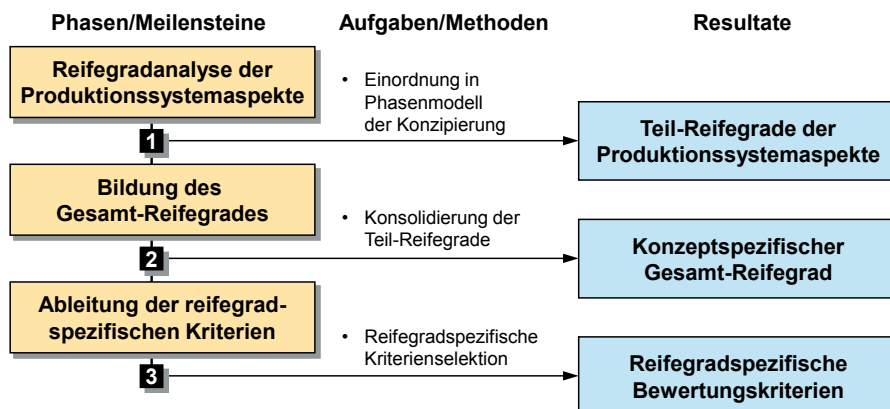 Phasen/Meilensteine
Aufgaben/Methoden
Resultate
Reifegradanalyse der
Produktionssystemaspekte
• Einordnung in
Phasenmodell
der Konzipierung
1
Teil-Reifegrade der
Produktionssystemaspekte
Bildung des
Gesamt-Reifegrades
• Konsolidierung der
Teil-Reifegrade
2
Konzeptspezifischer
Gesamt-Reifegrad
Ableitung der reifegrad-
spezifischen Kriterien
• Reifegradspezifische
Kriterienselektion
3
Reifegradspezifische
Bewertungskriterien